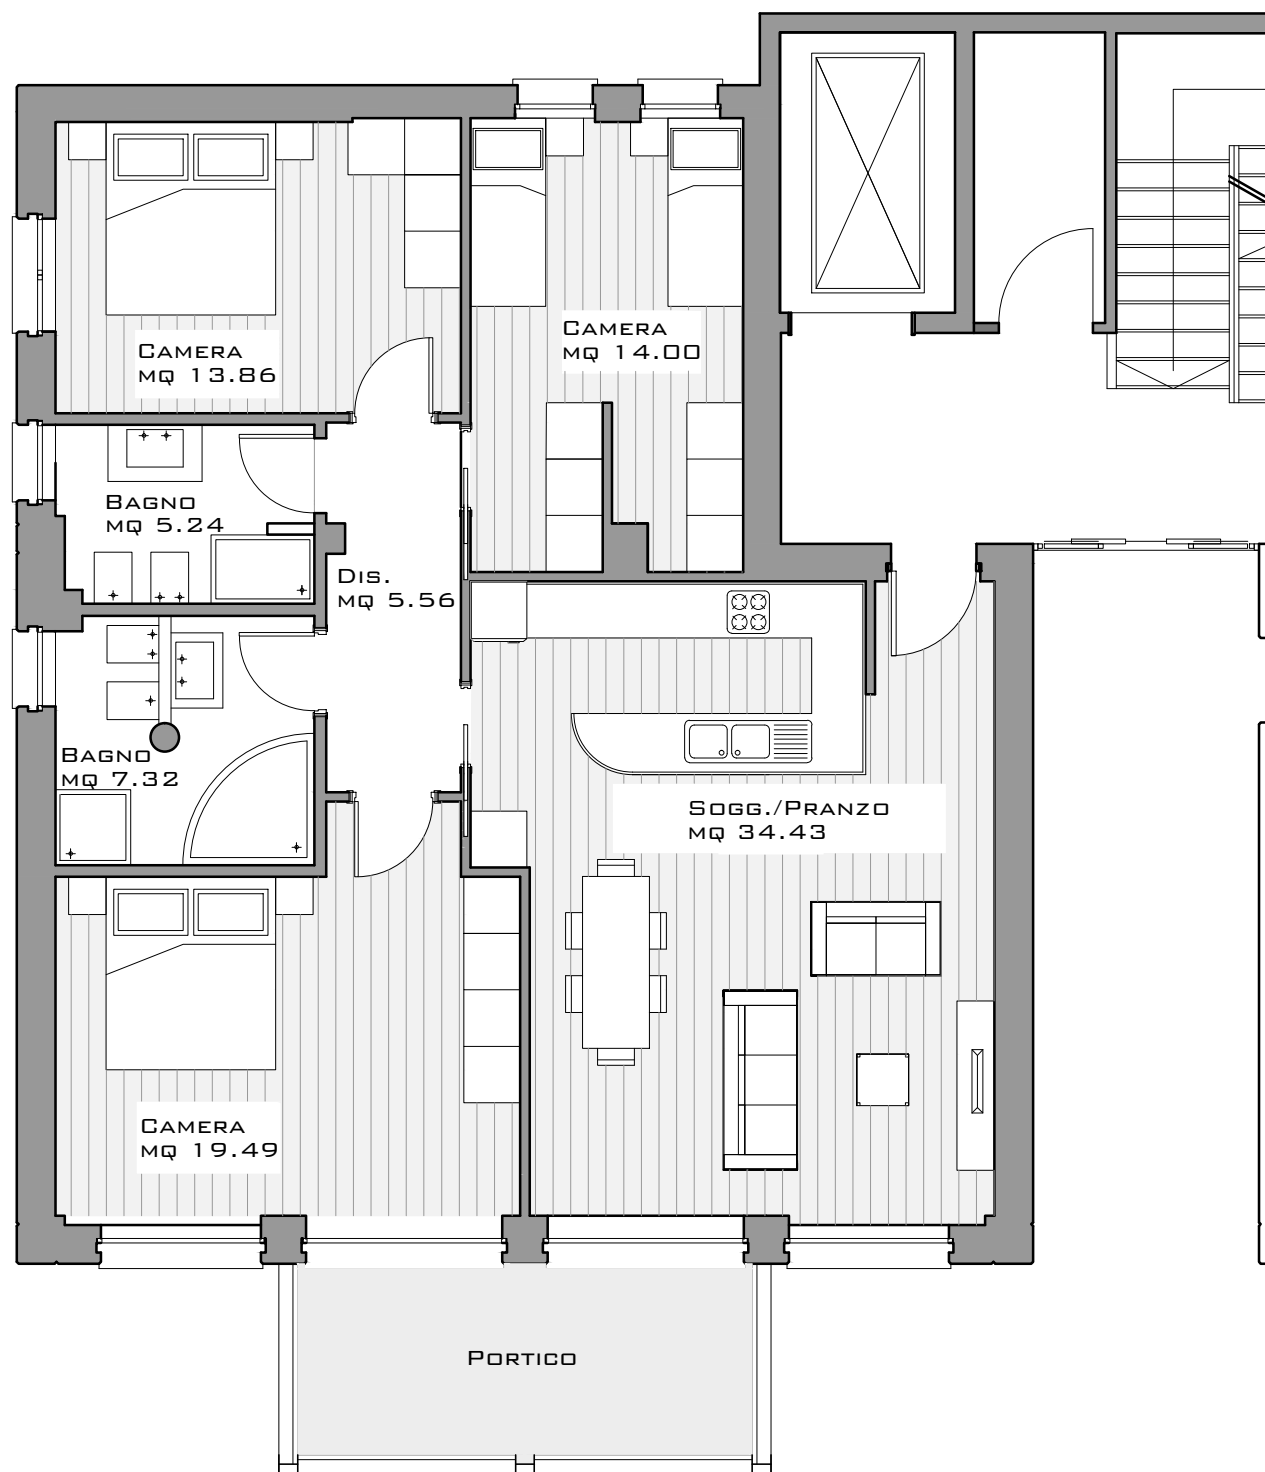 Camera
mq 13.86
Camera
mq 14.00
Bagno
mq 5.24
Dis.
mq 5.56
Bagno
mq 7.32
Sogg./Pranzo
mq 34.43
Camera
mq 19.49
Portico